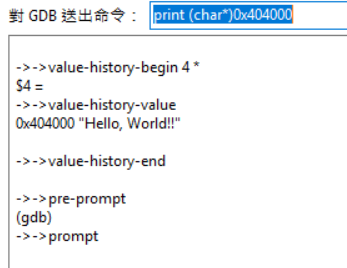 對 GDB 送出命令： print (char*)0x404000
->->value-history-begin 4 *
$4 =
->->value-history-value
0x404000 "Hello, World!!"
->->value-history-end
->->pre-prompt
(gdb)
->->prompt